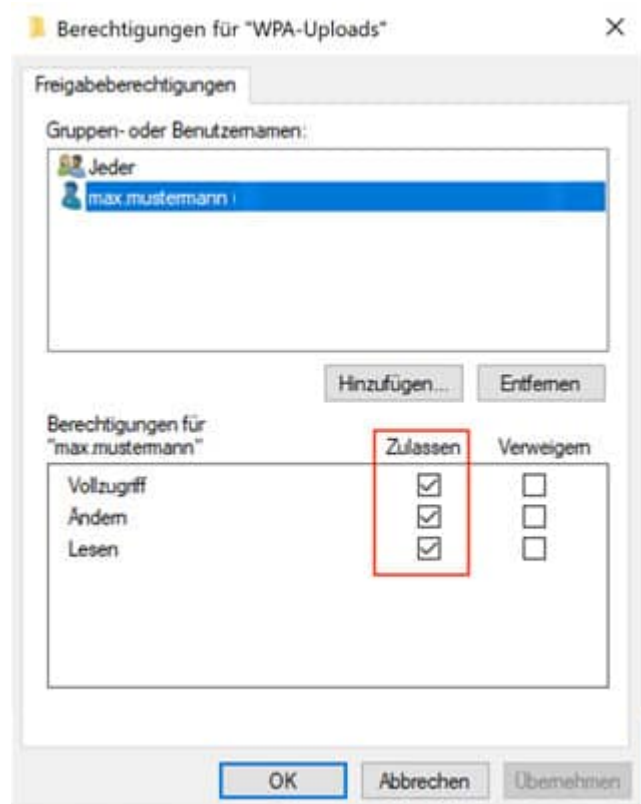 Berechtigungen für "WPA-Uploads"
Freigabeberechtigungen
Gruppen- oder Benutzernamen:
Jeder
max.mustermann
Hinzufügen... Entfernen
Berechtigungen für
"max.mustermann" Zulassen Verweigern
Vollzugriff
Ändern
Lesen
OK Abbrechen Übernehmen